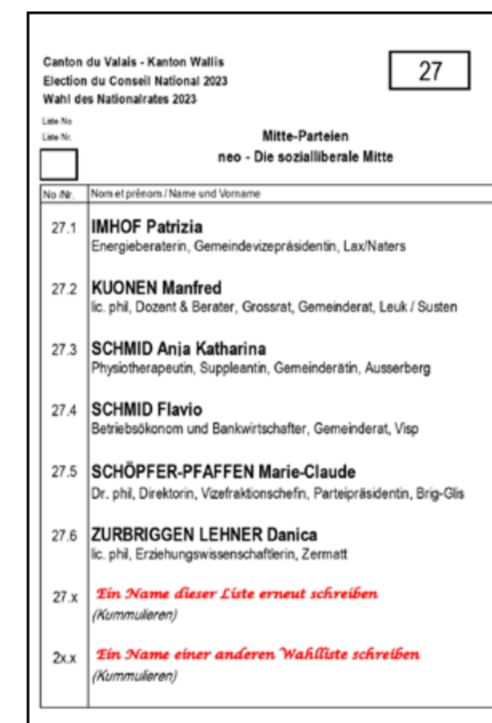 Canton du Valais - Kanton Wallis
Election du Conseil National 2023
Wahl des Nationalrates 2023
27
Liste No
Liste Nr.
Mitte-Parteien
neo - Die sozialliberale Mitte
No /Nr. Nom et prénom / Name und Vorname
27.1 IMHOF Patrizia
Energieberaterin, Gemeindevizepräsidentin, Lax/Naters
27.2 KUONEN Manfred
lic. phil, Dozent & Berater, Grossrat, Gemeinderat, Leuk / Susten
27.3 SCHMID Anja Katharina
Physiotherapeutin, Suppleantin, Gemeinderätin, Ausserberg
27.4 SCHMID Flavio
Betriebsökonom und Bankwirtschafter, Gemeinderat, Visp
27.5 SCHÖPFER-PFAFFEN Marie-Claude
Dr. phil, Direktorin, Vizefraktionschefin, Parteipräsidentin, Brig-Glis
27.6 ZURBRIGGEN LEHNER Danica
lic. phil, Erziehungswissenschaftlerin, Zermatt
27.x Ein Name dieser Liste erneut schreiben
(Kummulieren)
2x.x Ein Name einer anderen Wahlliste schreiben
(Kummulieren)